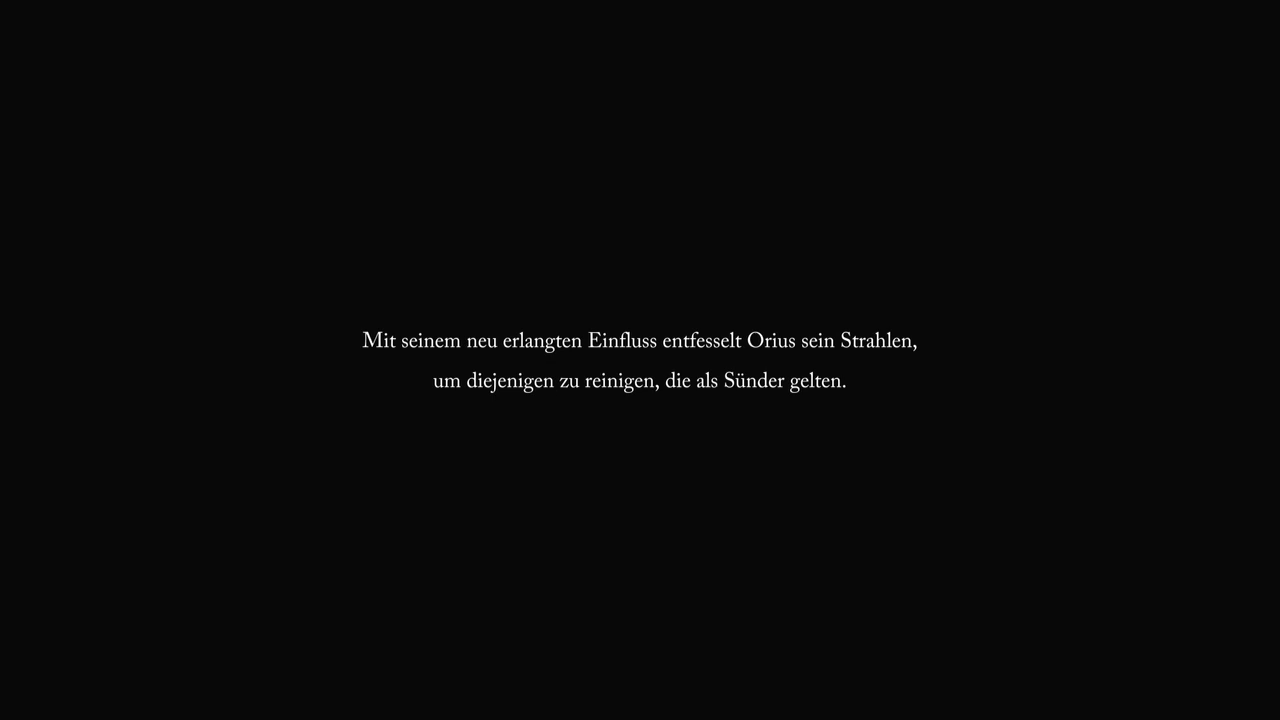 Mit seinem neu erlangten Einfluss entfesselt Orius sein Strahlen,
um diejenigen zu reinigen, die als Sünder gelten.